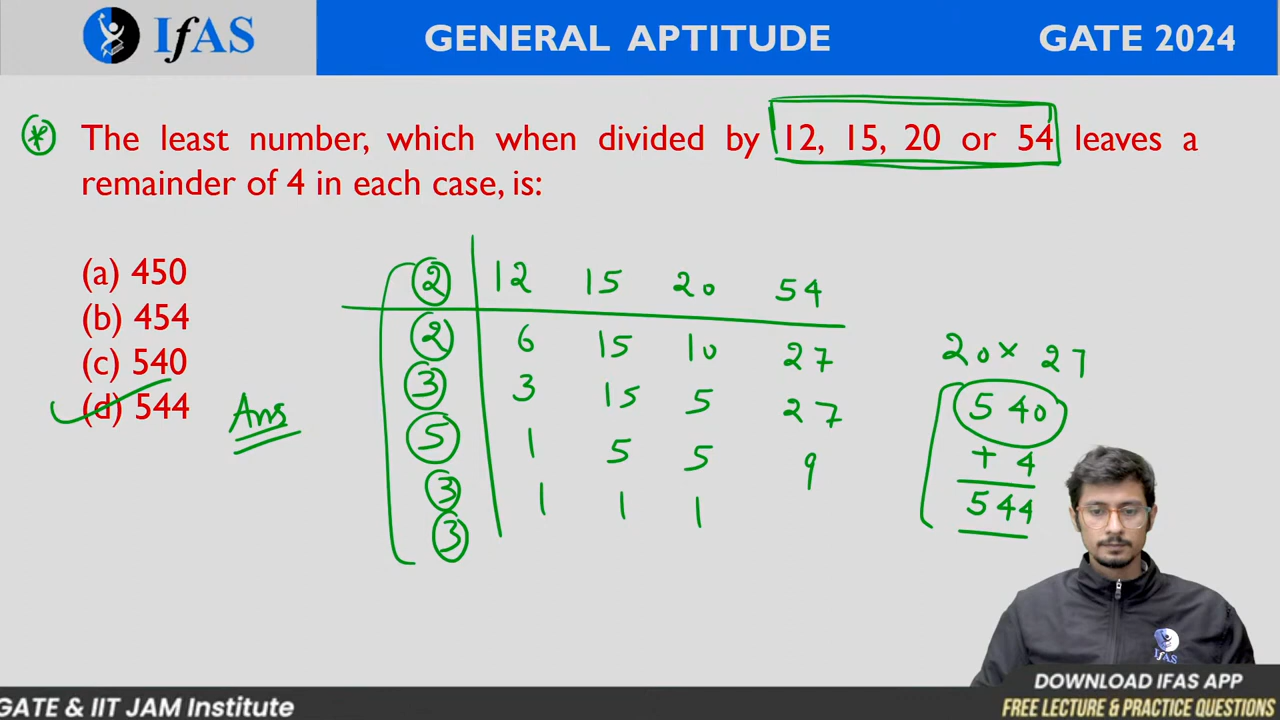 IfAS
GENERAL APTITUDE
GATE 2024
* The least number, which when divided by 12, 15, 20 or 54 leaves a
remainder of 4 in each case, is:
(a) 450
(b) 454
(c) 540
(d) 544
Ans
2 12 15 20 54
2 6 15 10 27
3 3 15 5 27
5 1 5 5 9
3 1 1 1
3
20 × 27
540
+ 4
544
IFAS
DOWNLOAD IFAS APP
GATE & IIT JAM Institute
FREE LECTURE & PRACTICE QUESTIONS